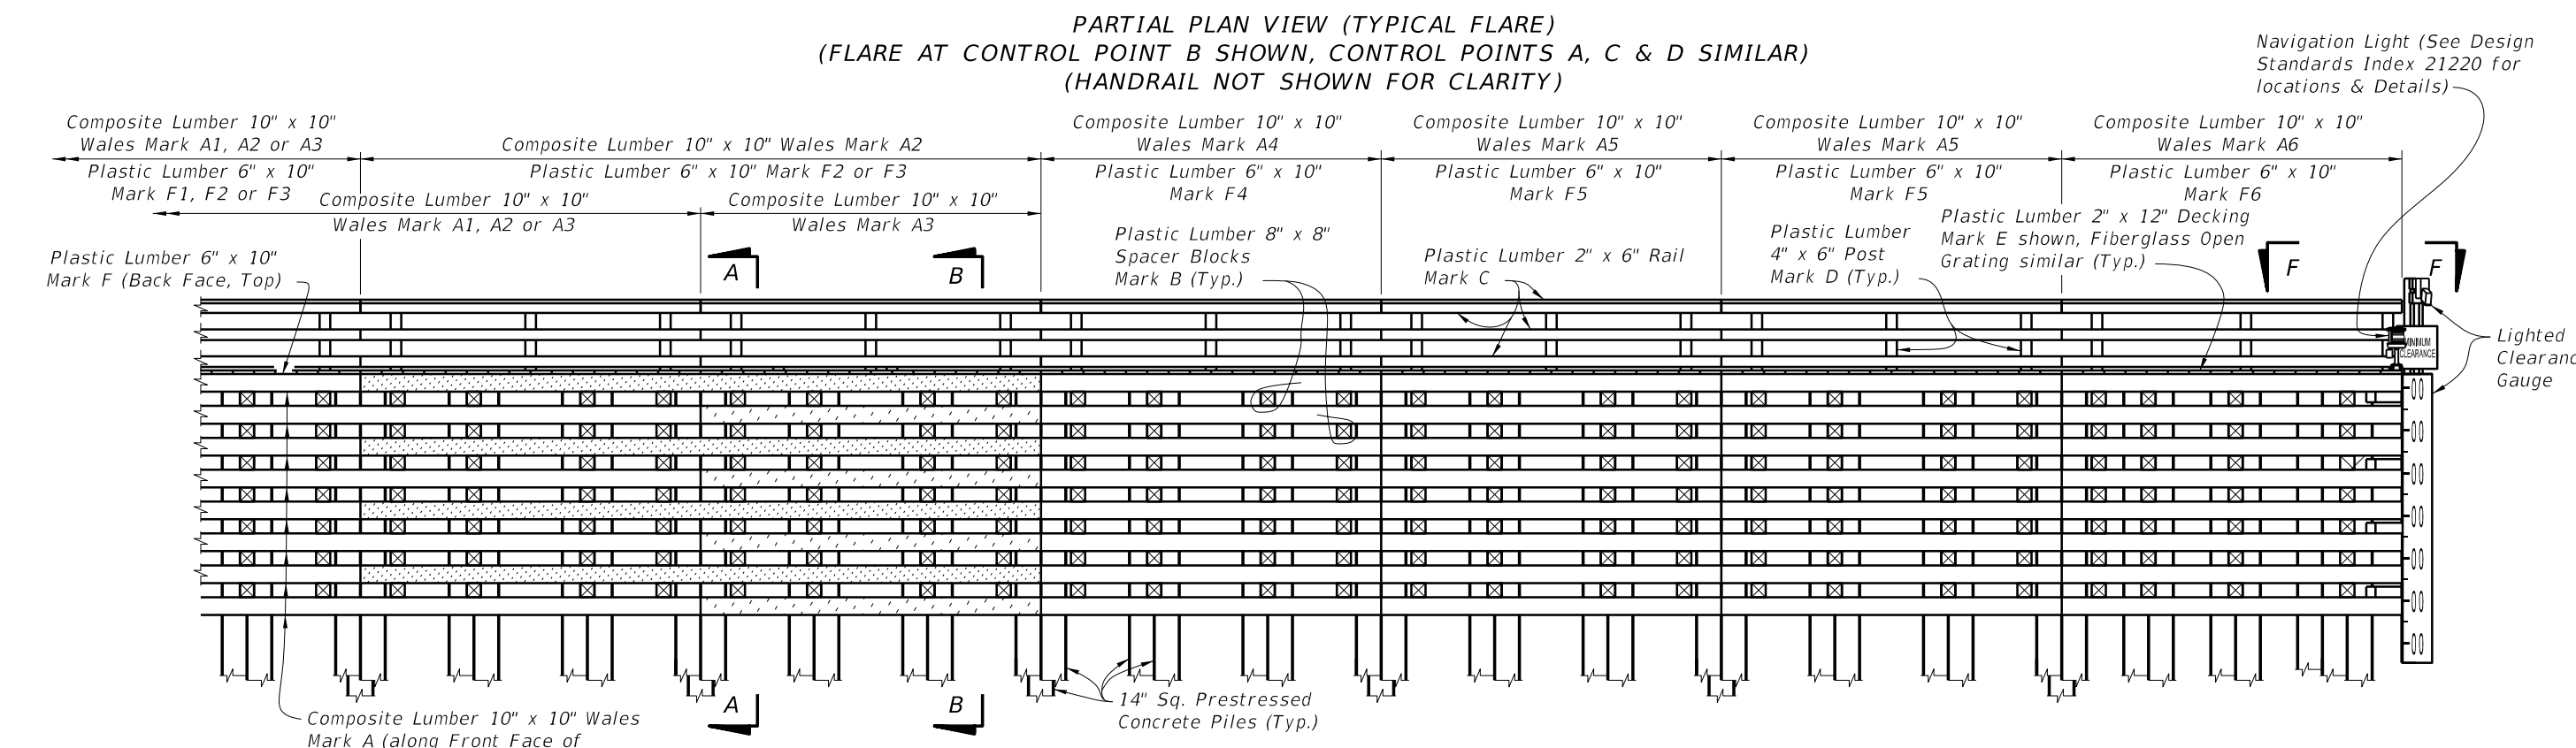 PARTIAL PLAN VIEW (TYPICAL FLARE)
(FLARE AT CONTROL POINT B SHOWN, CONTROL POINTS A, C & D SIMILAR)
(HANDRAIL NOT SHOWN FOR CLARITY)
Navigation Light (See Design
Standards Index 21220 for
locations & Details)
Composite Lumber 10" x 10"
Wales Mark A1, A2 or A3
Plastic Lumber 6" x 10"
Mark F1, F2 or F3
Composite Lumber 10" x 10" Wales Mark A2
Plastic Lumber 6" x 10" Mark F2 or F3
Composite Lumber 10" x 10"
Wales Mark A4
Plastic Lumber 6" x 10"
Mark F4
Composite Lumber 10" x 10"
Wales Mark A5
Plastic Lumber 6" x 10"
Mark F5
Composite Lumber 10" x 10"
Wales Mark A5
Plastic Lumber 6" x 10"
Mark F5
Composite Lumber 10" x 10"
Wales Mark A6
Plastic Lumber 6" x 10"
Mark F6
Composite Lumber 10" x 10"
Wales Mark A1, A2 or A3
Composite Lumber 10" x 10"
Wales Mark A3
Plastic Lumber 6" x 10"
Mark F (Back Face, Top)
A
B
Plastic Lumber 8" x 8"
Spacer Blocks
Mark B (Typ.)
Plastic Lumber 2" x 6" Rail
Mark C
Plastic Lumber
4" x 6" Post
Mark D (Typ.)
Plastic Lumber 2" x 12" Decking
Mark E shown, Fiberglass Open
Grating similar (Typ.)
F
F
MINIMUM
CLEARANCE
Lighted
Clearanc
Gauge
A
B
14" Sq. Prestressed
Concrete Piles (Typ.)
Composite Lumber 10" x 10" Wales
Mark A (along Front Face of